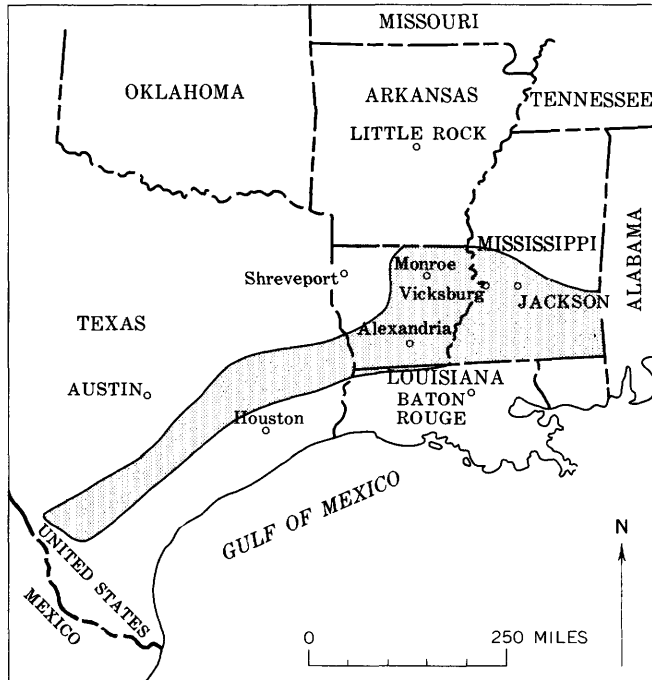 MISSOURI
OKLAHOMA
ARKANSAS
TENNESSEE
LITTLE ROCK
MISSISSIPPI
ALABAMA
Shreveport
Monroe
Vicksburg
JACKSON
TEXAS
Alexandria
AUSTIN
LOUISIANA
BATON
ROUGE
Houston
GULF OF MEXICO
UNITED STATES
MEXICO
N
0 250 MILES